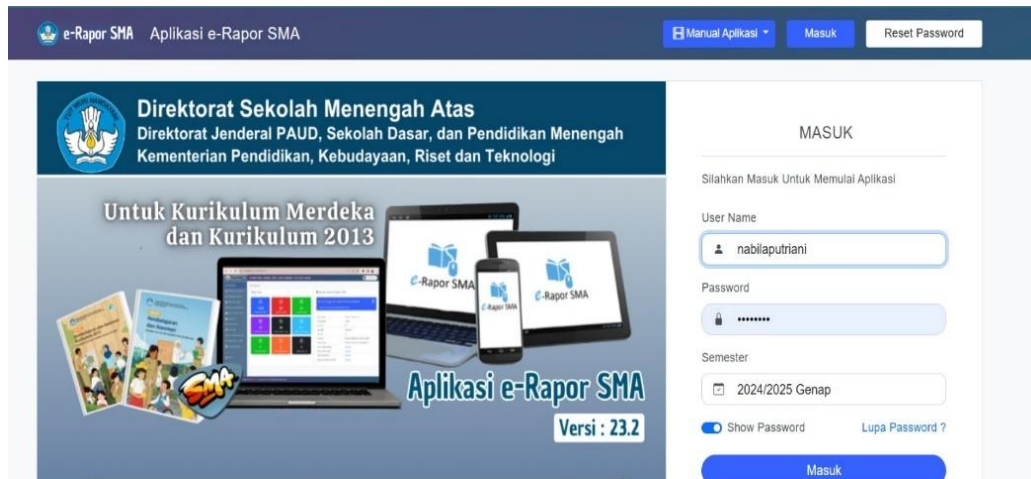 e-Rapor SMA Aplikasi e-Rapor SMA Manual Aplikasi Masuk Reset Password
Direktorat Sekolah Menengah Atas
Direktorat Jenderal PAUD, Sekolah Dasar, dan Pendidikan Menengah
Kementerian Pendidikan, Kebudayaan, Riset dan Teknologi
Untuk Kurikulum Merdeka
dan Kurikulum 2013
e-Rapor SMA
e-Rapor SMA
e-Rapor SMA
SMA
Aplikasi e-Rapor SMA
Versi : 23.2
MASUK
Silahkan Masuk Untuk Memulai Aplikasi
User Name
nabilaputriani
Password
••••••••
Semester
2024/2025 Genap
Show Password Lupa Password ?
Masuk